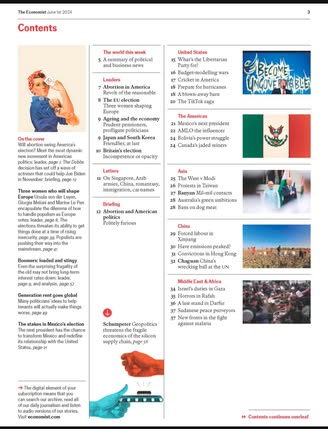 The Economist June 1st 2024
3
Contents
On the cover
Will abortion swing America's
election? Meet the most dynamic
new movement in American
politics: leader, page 7. The Dobbs
decision has set off a wave of
activism that could help Joe Biden
in November: briefing, page 12
Three women who will shape
Europe Ursula von der Leyen,
Giorgia Meloni and Marine Le Pen
encapsulate the dilemma of how
to handle populism as Europe
votes: leader, page 8. The
elections threaten its ability to get
things done at a time of rising
insecurity, page 39. Populists are
pushing their way into the
mainstream, page 41
Boomers: loaded and stingy
Even the surprising frugality of
the old may not bring long-term
interest rates down: leader,
page 9, and analysis, page 57
Generation rent goes global
Many politicians' ideas to help
tenants will actually make things
worse, page 59
The stakes in Mexico's election
The next president has the chance
to transform Mexico and redefine
its relationship with the United
States, page 21
→ The digital element of your
subscription means that you
can search our archive, read all
of our daily journalism and listen
to audio versions of our stories.
Visit economist.com
The world this week
5 A summary of political
and business news
Leaders
7 Abortion in America
Revolt of the reasonable
8 The EU election
Three women shaping
Europe
9 Ageing and the economy
Prudent pensioners,
profligate politicians
9 Japan and South Korea
Friendlier, at last
10 Britain's election
Incompetence v opacity
Letters
11 On Singapore, Arab
armies, China, romantasy,
immigration, car names
Briefing
12 Abortion and American
politics
Polarity fission
Schumpeter Geopolitics
threatens the fragile
economics of the silicon
supply chain, page 56
United States
15 What's the Libertarian
Party for?
16 Budget-modelling wars
17 Cricket in America
18 Prepare for hurricanes
18 A blown-away barn
20 The TikTok saga
BECOME
UNGOVERNABLE
The Americas
21 Mexico's next president
22 AMLO the influencer
24 Bolivia's power struggle
24 Canada's jaded miners
Asia
25 The West v Modi
26 Protests in Taiwan
27 Banyan Mil-mil contacts
28 Australia's green ambitions
28 Bans on dog meat
China
29 Forced labour in
Xinjiang
30 Have emissions peaked?
31 Convictions in Hong Kong
32 Chaguan China's
wrecking ball at the UN
Middle East & Africa
34 Israel's duties in Gaza
35 Horrors in Rafah
36 A last stand in Darfur
37 Sudanese peace purveyors
37 New fronts in the fight
against malaria
Continues overleaf